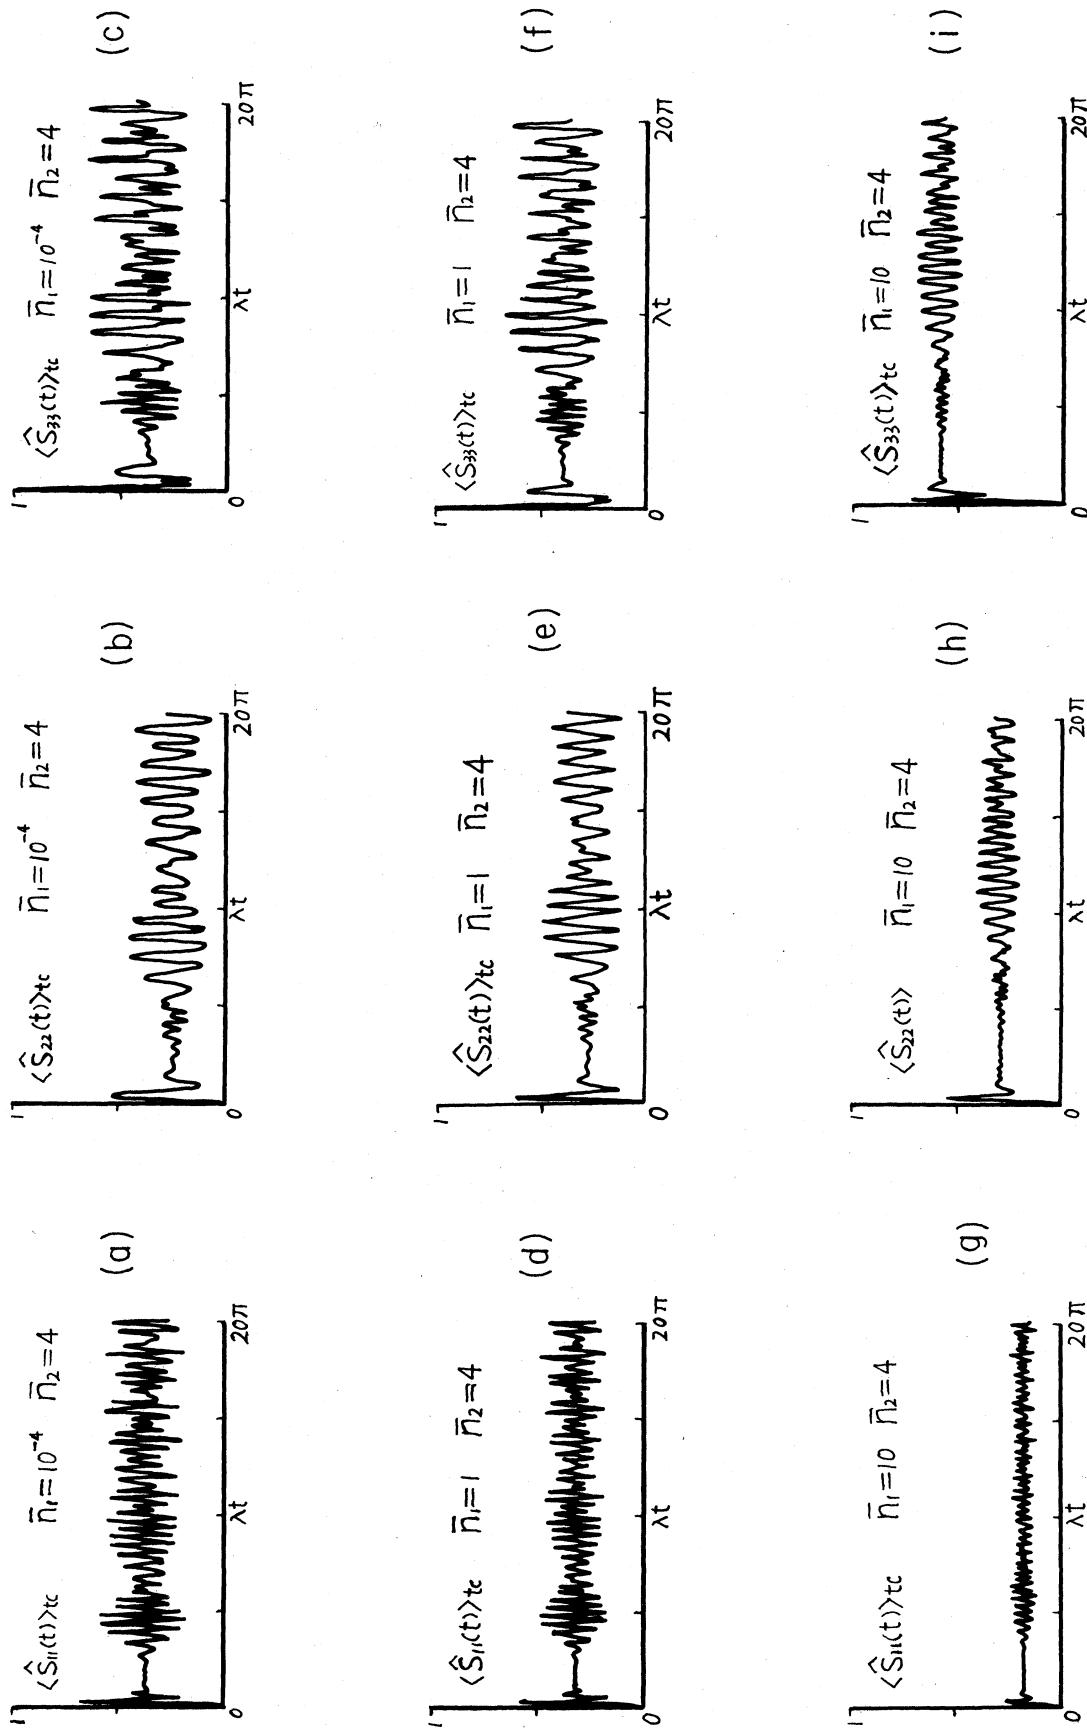 ⟨Ŝ₁₁(t)⟩tc n̄₁=10⁻⁴ n̄₂=4
(a)
1
0
λt
20π
⟨Ŝ₂₂(t)⟩tc n̄₁=10⁻⁴ n̄₂=4
(b)
1
0
λt
20π
⟨Ŝ₃₃(t)⟩tc n̄₁=10⁻⁴ n̄₂=4
(c)
1
0
λt
20π
⟨Ŝ₁₁(t)⟩tc n̄₁=1 n̄₂=4
(d)
1
0
λt
20π
⟨Ŝ₂₂(t)⟩tc n̄₁=1 n̄₂=4
(e)
1
0
λt
20π
⟨Ŝ₃₃(t)⟩tc n̄₁=1 n̄₂=4
(f)
1
0
λt
20π
⟨Ŝ₁₁(t)⟩tc n̄₁=10 n̄₂=4
(g)
1
0
λt
20π
⟨Ŝ₂₂(t)⟩ n̄₁=10 n̄₂=4
(h)
1
0
λt
20π
⟨Ŝ₃₃(t)⟩tc n̄₁=10 n̄₂=4
(i)
1
0
λt
20π